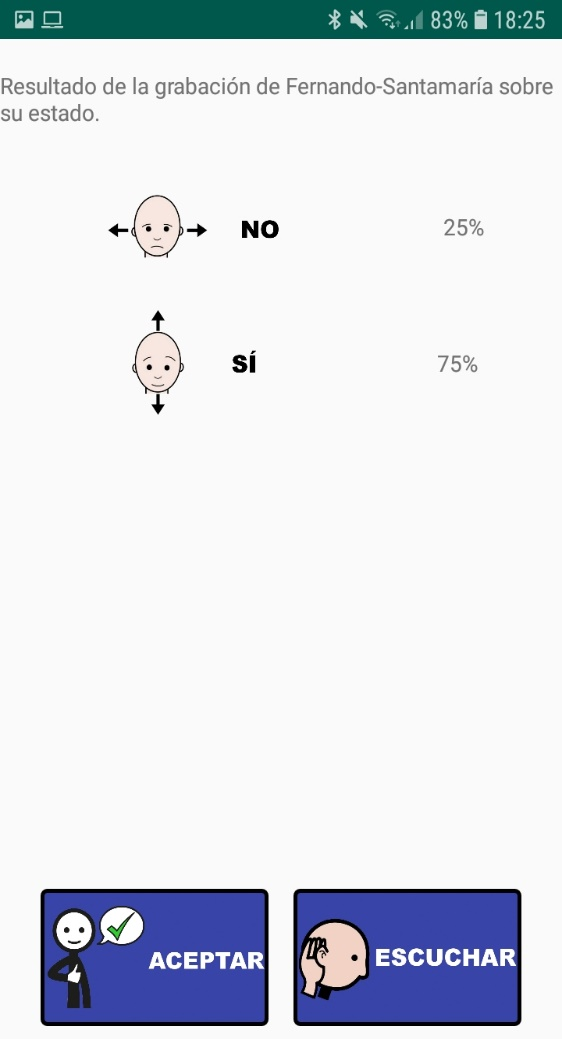 83% 18:25
Resultado de la grabación de Fernando-Santamaría sobre
su estado.
NO 25%
SÍ 75%
ACEPTAR ESCUCHAR